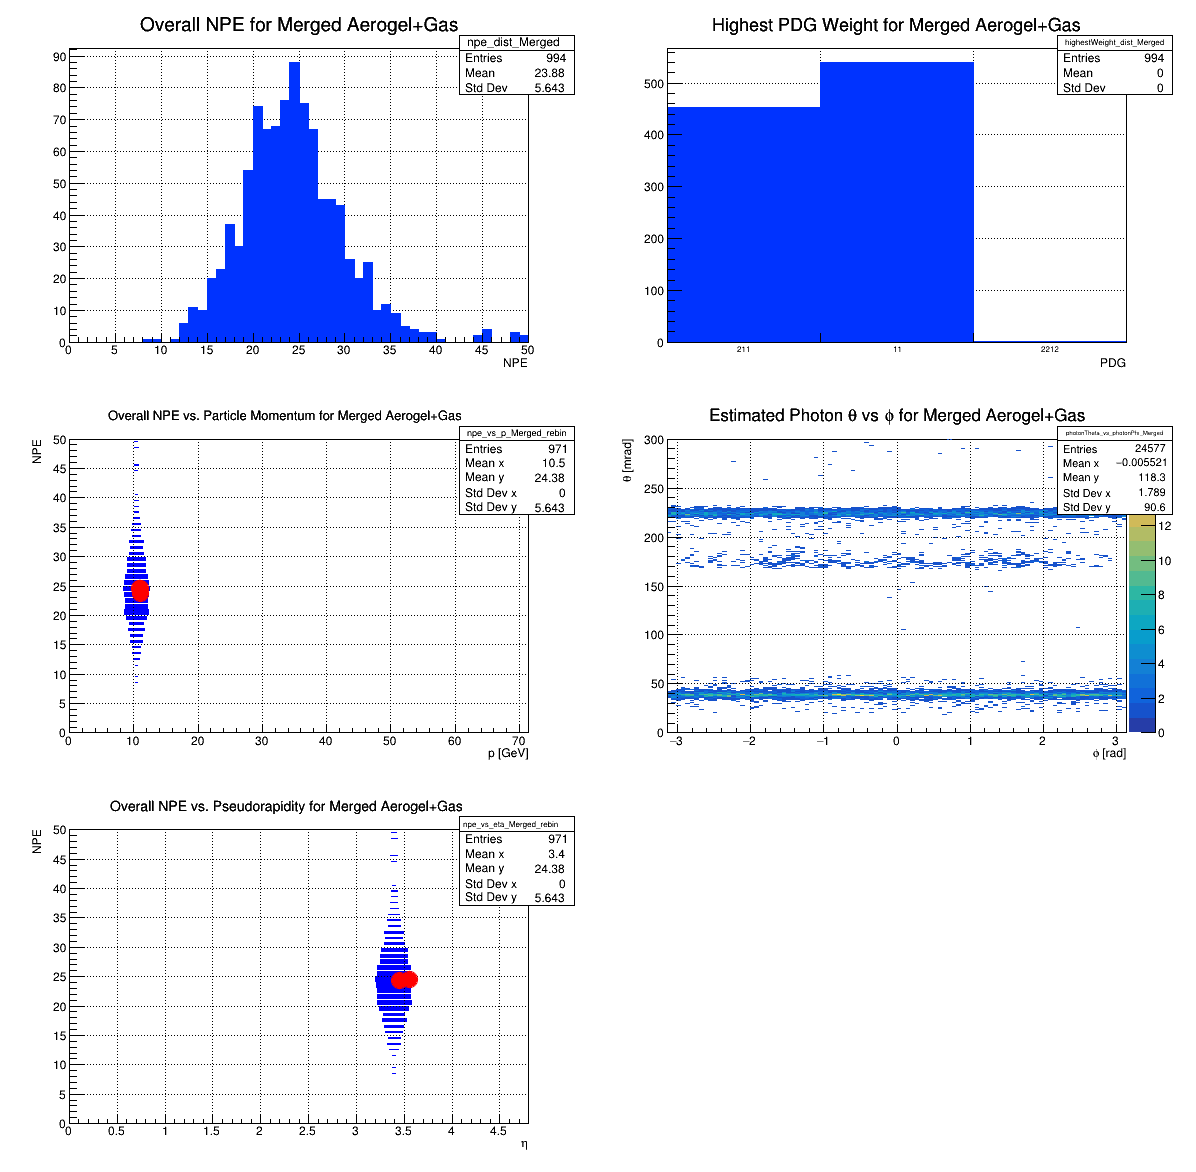 Overall NPE for Merged Aerogel+Gas
npe_dist_Merged
Entries 994
Mean 23.88
Std Dev 5.643
90
80
70
60
50
40
30
20
10
0
0 5 10 15 20 25 30 35 40 45 50
NPE
Highest PDG Weight for Merged Aerogel+Gas
highestWeight_dist_Merged
Entries 994
Mean 0
Std Dev 0
500
400
300
200
100
0
211 11 2212
PDG
Overall NPE vs. Particle Momentum for Merged Aerogel+Gas
npe_vs_p_Merged_rebin
Entries 971
Mean x 10.5
Mean y 24.38
Std Dev x 0
Std Dev y 5.643
NPE
50
45
40
35
30
25
20
15
10
5
0
0 10 20 30 40 50 60 70
p [GeV]
Estimated Photon θ vs ϕ for Merged Aerogel+Gas
photonTheta_vs_photonPhi_Merged
Entries 24577
Mean x −0.005521
Mean y 118.3
Std Dev x 1.789
Std Dev y 90.6
θ [mrad]
300
250
200
150
100
50
0
−3 −2 −1 0 1 2 3
ϕ [rad]
12
10
8
6
4
2
0
Overall NPE vs. Pseudorapidity for Merged Aerogel+Gas
npe_vs_eta_Merged_rebin
Entries 971
Mean x 3.4
Mean y 24.38
Std Dev x 0
Std Dev y 5.643
NPE
50
45
40
35
30
25
20
15
10
5
0
0 0.5 1 1.5 2 2.5 3 3.5 4 4.5
η